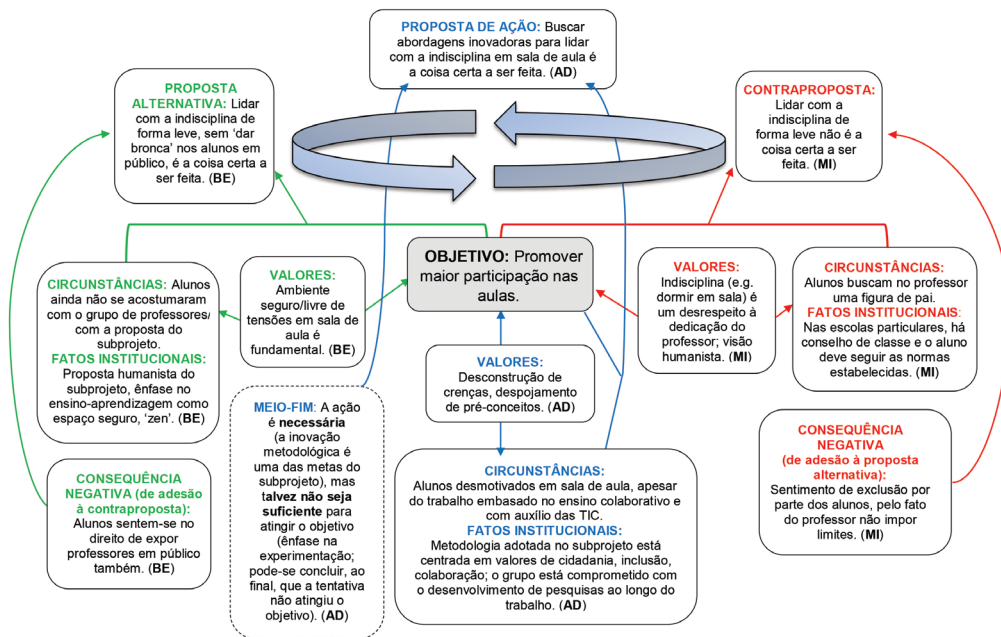 PROPOSTA DE AÇÃO: Buscar
abordagens inovadoras para lidar
com a indisciplina em sala de aula é
a coisa certa a ser feita. (AD)
PROPOSTA
ALTERNATIVA: Lidar
com a indisciplina de
forma leve, sem ‘dar
bronca’ nos alunos em
público, é a coisa certa a
ser feita. (BE)
CONTRAPROPOSTA:
Lidar com a
indisciplina de
forma leve não é a
coisa certa a ser
feita. (MI)
OBJETIVO: Promover
maior participação nas
aulas.
CIRCUNSTÂNCIAS: Alunos
ainda não se acostumaram
com o grupo de professores/
com a proposta do
subprojeto.
FATOS INSTITUCIONAIS:
Proposta humanista do
subprojeto, ênfase no
ensino-aprendizagem como
espaço seguro, ‘zen’. (BE)
VALORES:
Ambiente
seguro/livre de
tensões em sala de
aula é
fundamental. (BE)
VALORES:
Indisciplina (e.g.
dormir em sala) é
um desrespeito à
dedicação do
professor; visão
humanista. (MI)
CIRCUNSTÂNCIAS:
Alunos buscam no professor
uma figura de pai.
FATOS INSTITUCIONAIS:
Nas escolas particulares, há
conselho de classe e o aluno
deve seguir as normas
estabelecidas. (MI)
VALORES:
Desconstrução de
crenças, despojamento
de pré-conceitos. (AD)
MEIO-FIM: A ação
é necessária
(a inovação
metodológica é
uma das metas do
subprojeto), mas
talvez não seja
suficiente para
atingir o objetivo
(ênfase na
experimentação;
pode-se concluir, ao
final, que a tentativa
não atingiu o
objetivo). (AD)
CONSEQUÊNCIA
NEGATIVA (de adesão
à contraproposta):
Alunos sentem-se no
direito de expor
professores em público
também. (BE)
CIRCUNSTÂNCIAS:
Alunos desmotivados em sala de aula, apesar
do trabalho embasado no ensino colaborativo e
com auxílio das TIC.
FATOS INSTITUCIONAIS:
Metodologia adotada no subprojeto está
centrada em valores de cidadania, inclusão,
colaboração; o grupo está comprometido com
o desenvolvimento de pesquisas ao longo do
trabalho. (AD)
CONSEQUÊNCIA
NEGATIVA
(de adesão à proposta
alternativa):
Sentimento de exclusão por
parte dos alunos, pelo fato
do professor não impor
limites. (MI)